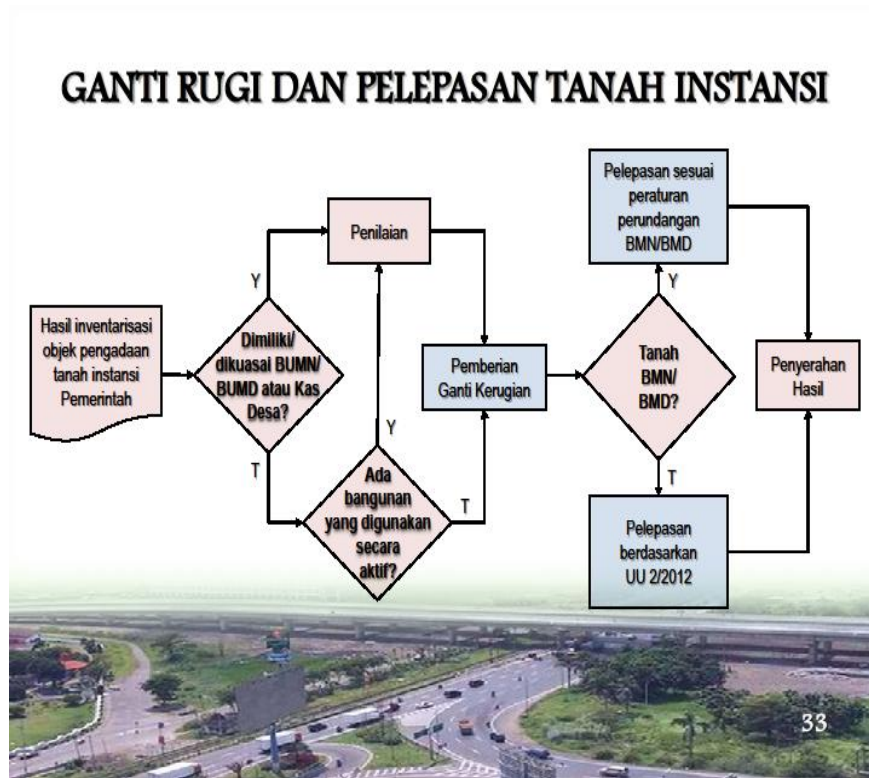 GANTI RUGI DAN PELEPASAN TANAH INSTANSI
Hasil inventarisasi
objek pengadaan
tanah instansi
Pemerintah
Dimiliki/
dikuasai BUMN/
BUMD atau Kas
Desa?
Y
T
Penilaian
Ada
bangunan
yang digunakan
secara
aktif?
Y
T
Pemberian
Ganti Kerugian
Tanah
BMN/
BMD?
Y
T
Pelepasan sesuai
peraturan
perundangan
BMN/BMD
Pelepasan
berdasarkan
UU 2/2012
Penyerahan
Hasil
33